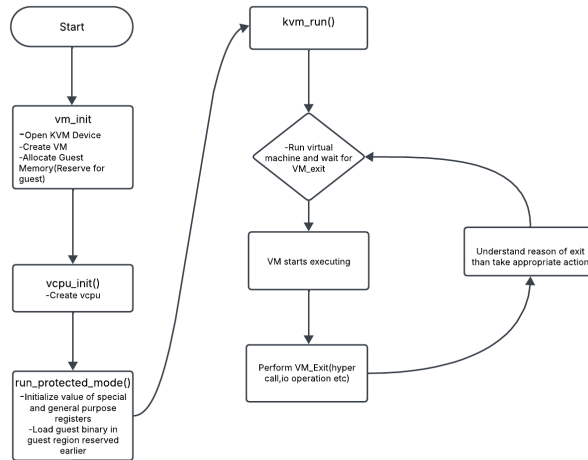 Start
vm_init
-Open KVM Device
-Create VM
-Allocate Guest
Memory(Reserve for
guest)
vcpu_init()
-Create vcpu
run_protected_mode()
-Initialize value of special
and general purpose
registers
-Load guest binary in
guest region reserved
earlier
kvm_run()
-Run virtual
machine and wait for
VM_exit
VM starts executing
Perform VM_Exit(hyper
call,io operation etc)
Understand reason of exit
than take appropriate action